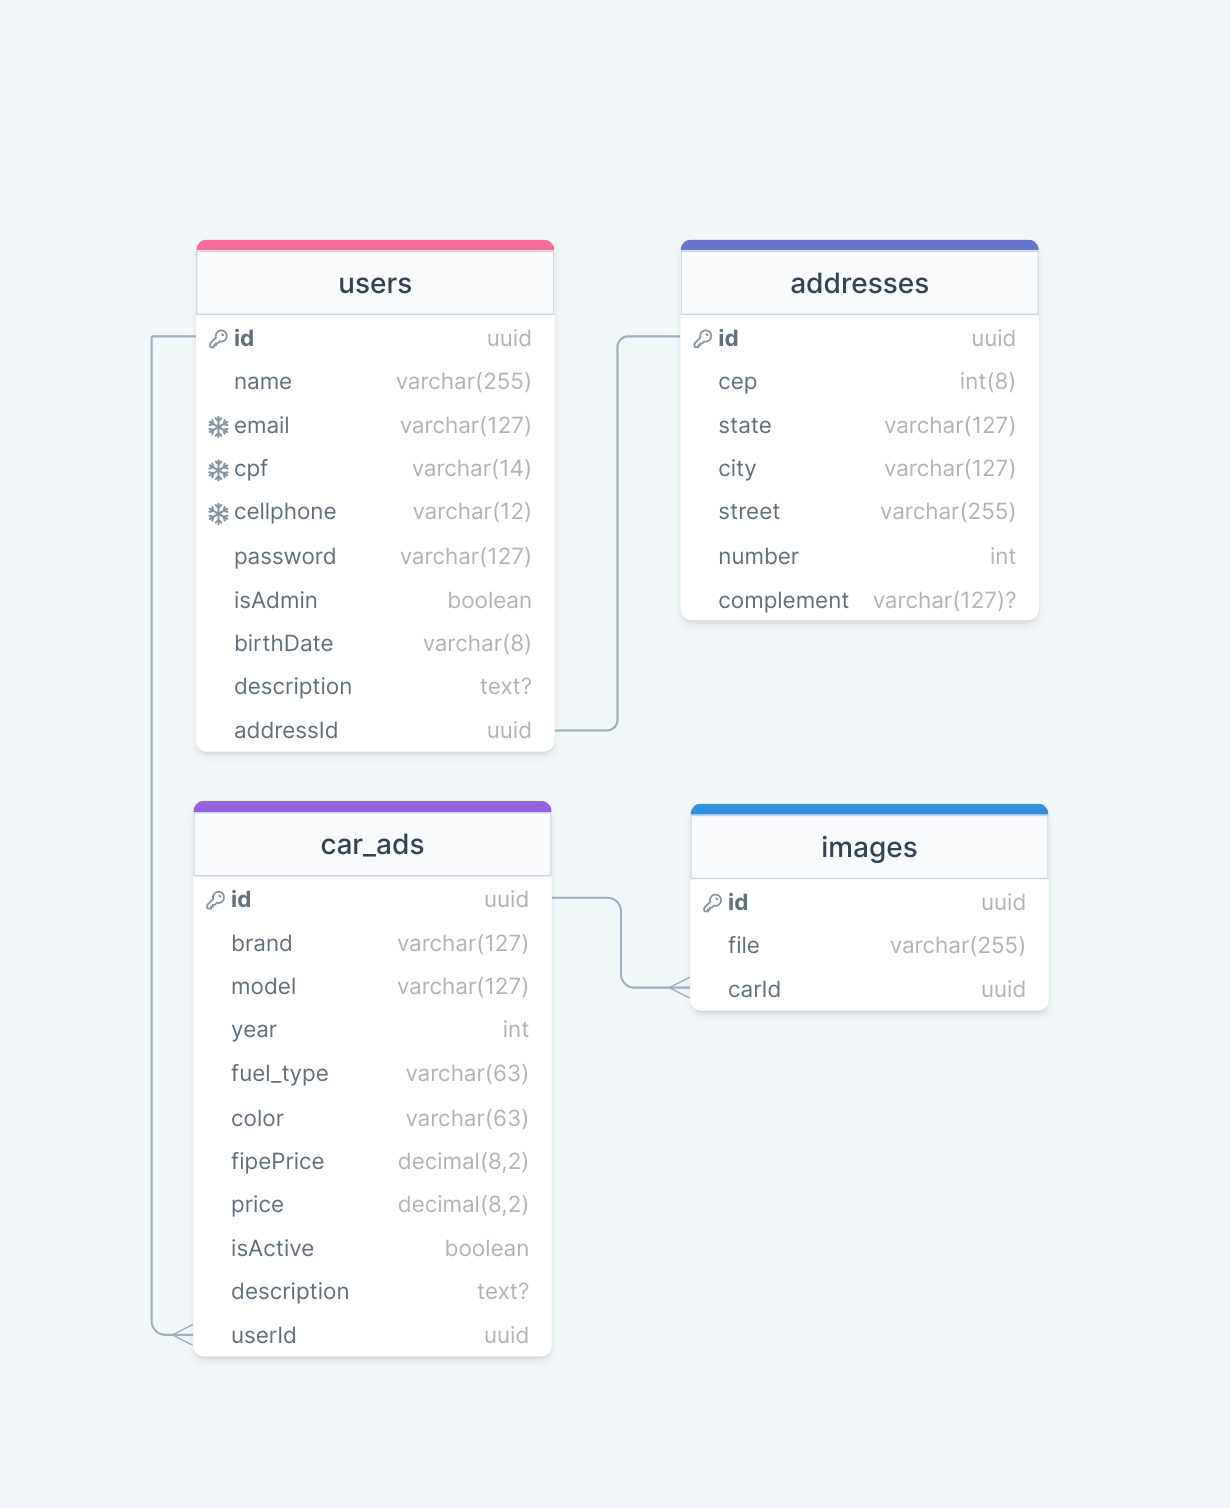 users
id uuid
name varchar(255)
email varchar(127)
cpf varchar(14)
cellphone varchar(12)
password varchar(127)
isAdmin boolean
birthDate varchar(8)
description text?
addressId uuid
addresses
id uuid
cep int(8)
state varchar(127)
city varchar(127)
street varchar(255)
number int
complement varchar(127)?
car_ads
id uuid
brand varchar(127)
model varchar(127)
year int
fuel_type varchar(63)
color varchar(63)
fipePrice decimal(8,2)
price decimal(8,2)
isActive boolean
description text?
userId uuid
images
id uuid
file varchar(255)
carId uuid